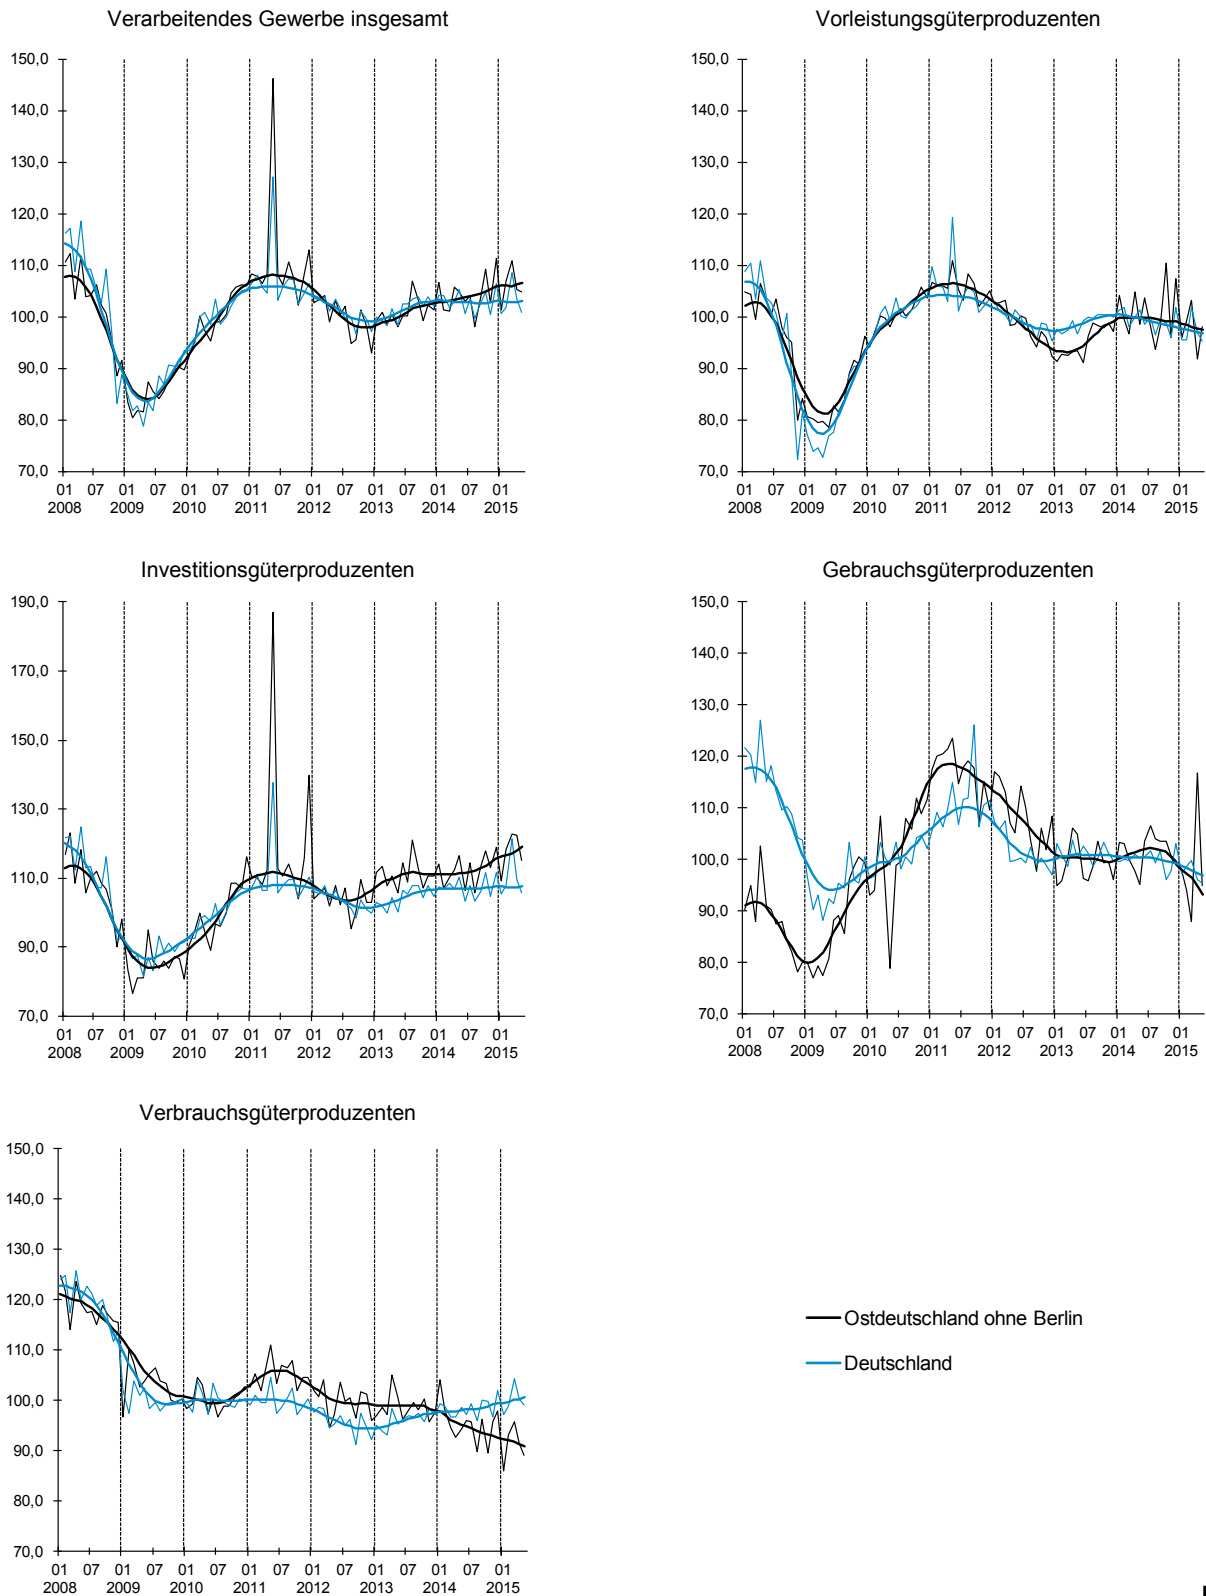 Verarbeitendes Gewerbe insgesamt
150,0
140,0
130,0
120,0
110,0
100,0
90,0
80,0
70,0
01 07 01 07 01 07 01 07 01 07 01 07 01 07 01
2008 2009 2010 2011 2012 2013 2014 2015
Vorleistungsgüterproduzenten
150,0
140,0
130,0
120,0
110,0
100,0
90,0
80,0
70,0
01 07 01 07 01 07 01 07 01 07 01 07 01 07 01
2008 2009 2010 2011 2012 2013 2014 2015
Investitionsgüterproduzenten
190,0
170,0
150,0
130,0
110,0
90,0
70,0
01 07 01 07 01 07 01 07 01 07 01 07 01 07 01
2008 2009 2010 2011 2012 2013 2014 2015
Gebrauchsgüterproduzenten
150,0
140,0
130,0
120,0
110,0
100,0
90,0
80,0
70,0
01 07 01 07 01 07 01 07 01 07 01 07 01 07 01
2008 2009 2010 2011 2012 2013 2014 2015
Verbrauchsgüterproduzenten
150,0
140,0
130,0
120,0
110,0
100,0
90,0
80,0
70,0
01 07 01 07 01 07 01 07 01 07 01 07 01 07 01
2008 2009 2010 2011 2012 2013 2014 2015
Ostdeutschland ohne Berlin
Deutschland